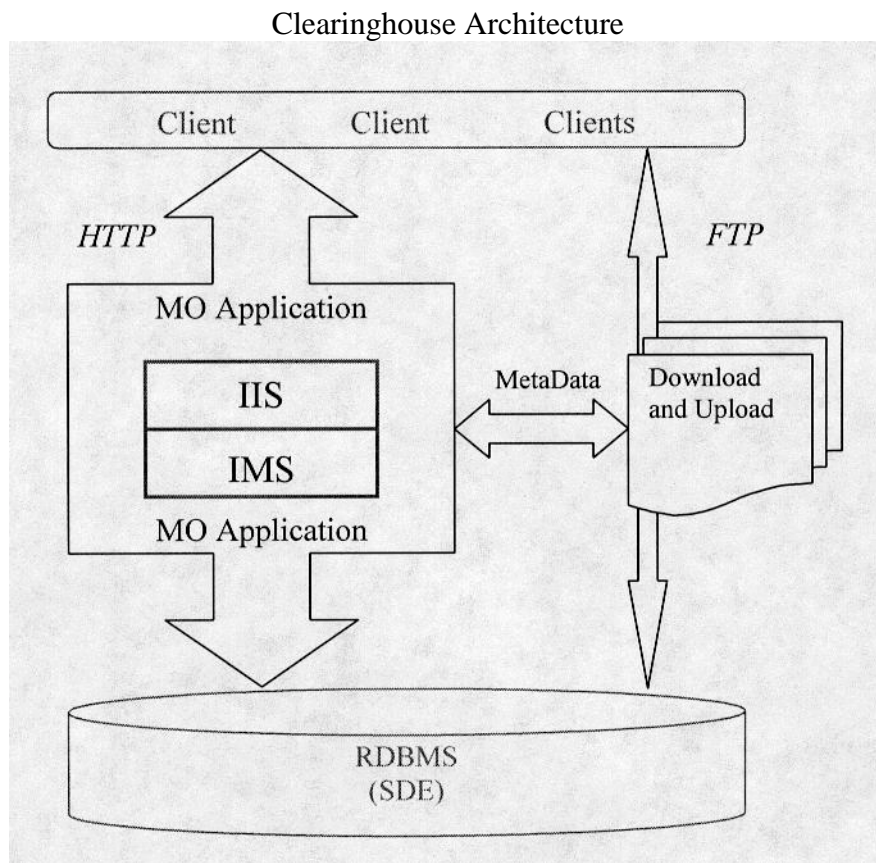 Clearinghouse Architecture
Client Client Clients
HTTP
FTP
MO Application
IIS
IMS
MO Application
MetaData
Download
and Upload
RDBMS
(SDE)